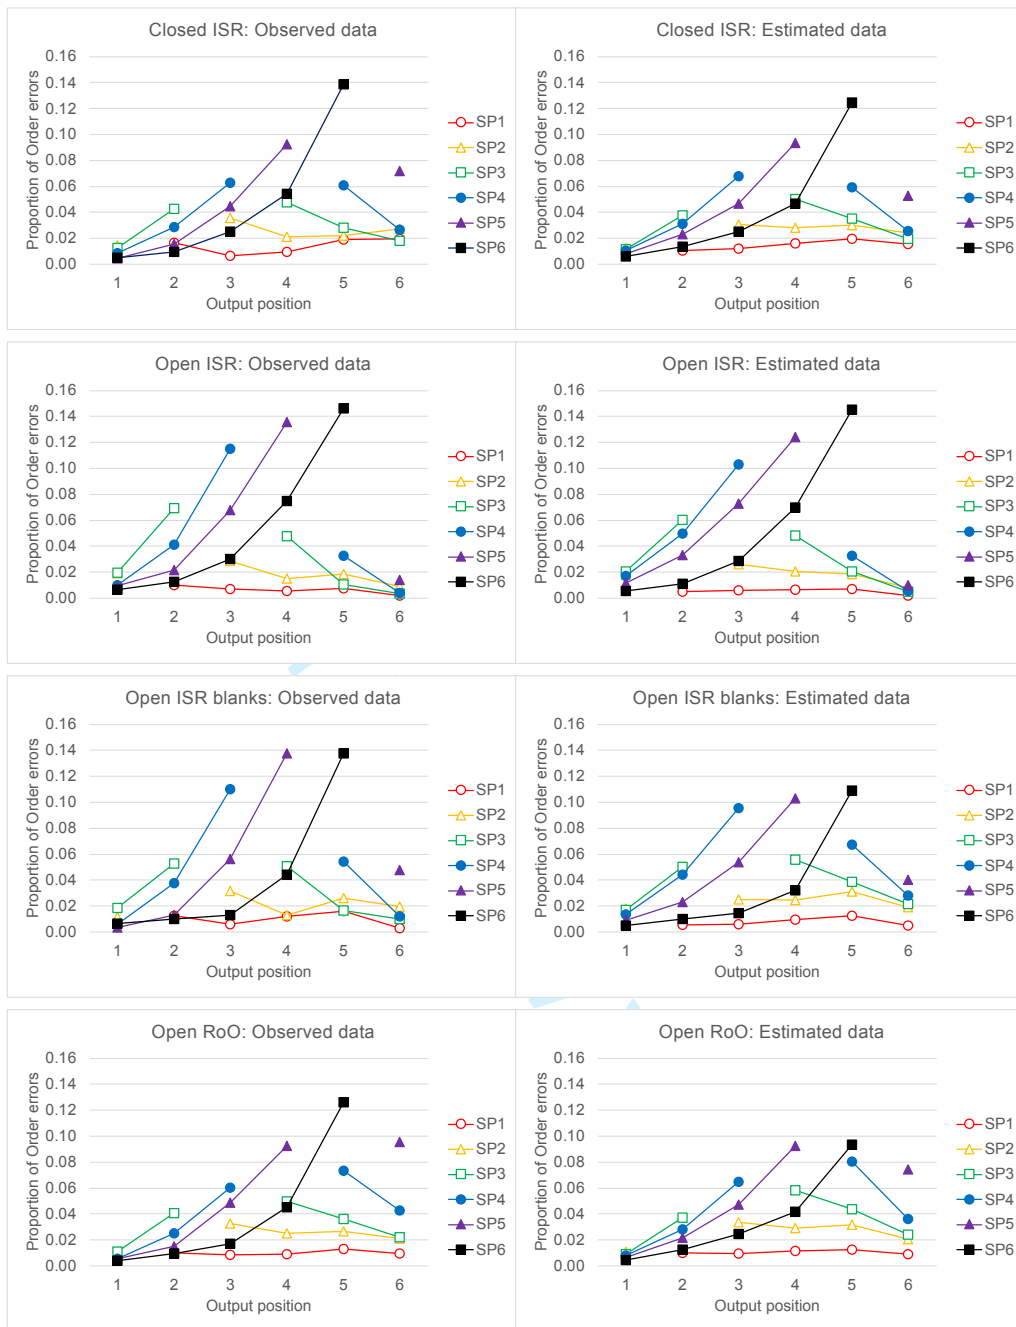 Closed ISR: Observed data
Proportion of Order errors
0.16
0.14
0.12
0.10
0.08
0.06
0.04
0.02
0.00
1 2 3 4 5 6
Output position
SP1
SP2
SP3
SP4
SP5
SP6
Closed ISR: Estimated data
Proportion of Order errors
0.16
0.14
0.12
0.10
0.08
0.06
0.04
0.02
0.00
1 2 3 4 5 6
Output position
SP1
SP2
SP3
SP4
SP5
SP6
Open ISR: Observed data
Proportion of Order errors
0.16
0.14
0.12
0.10
0.08
0.06
0.04
0.02
0.00
1 2 3 4 5 6
Output position
SP1
SP2
SP3
SP4
SP5
SP6
Open ISR: Estimated data
Proportion of Order errors
0.16
0.14
0.12
0.10
0.08
0.06
0.04
0.02
0.00
1 2 3 4 5 6
Output position
SP1
SP2
SP3
SP4
SP5
SP6
Open ISR blanks: Observed data
Proportion of Order errors
0.16
0.14
0.12
0.10
0.08
0.06
0.04
0.02
0.00
1 2 3 4 5 6
Output position
SP1
SP2
SP3
SP4
SP5
SP6
Open ISR blanks: Estimated data
Proportion of Order errors
0.16
0.14
0.12
0.10
0.08
0.06
0.04
0.02
0.00
1 2 3 4 5 6
Output position
SP1
SP2
SP3
SP4
SP5
SP6
Open RoO: Observed data
Proportion of Order errors
0.16
0.14
0.12
0.10
0.08
0.06
0.04
0.02
0.00
1 2 3 4 5 6
Output position
SP1
SP2
SP3
SP4
SP5
SP6
Open RoO: Estimated data
Proportion of Order errors
0.16
0.14
0.12
0.10
0.08
0.06
0.04
0.02
0.00
1 2 3 4 5 6
Output position
SP1
SP2
SP3
SP4
SP5
SP6